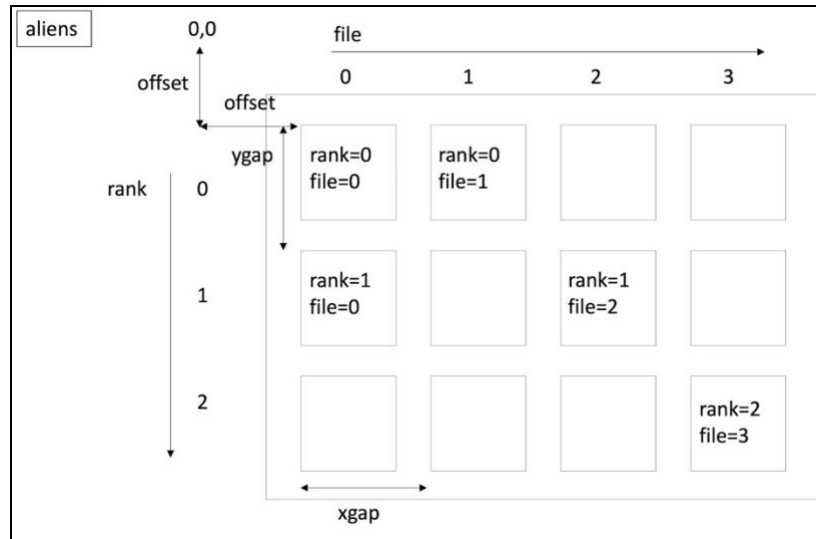 aliens
0,0
file
0 1 2 3
offset
offset
ygap
rank
0
rank=0
file=0
rank=0
file=1
1
rank=1
file=0
rank=1
file=2
2
rank=2
file=3
xgap